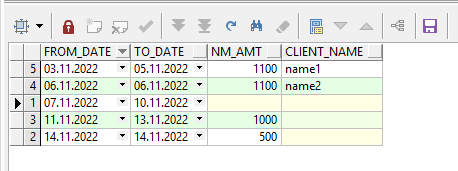 FROM_DATE TO_DATE NM_AMT CLIENT_NAME
5 03.11.2022 05.11.2022 1100 name1
4 06.11.2022 06.11.2022 1100 name2
1 07.11.2022 10.11.2022
3 11.11.2022 13.11.2022 1000
2 14.11.2022 14.11.2022 500